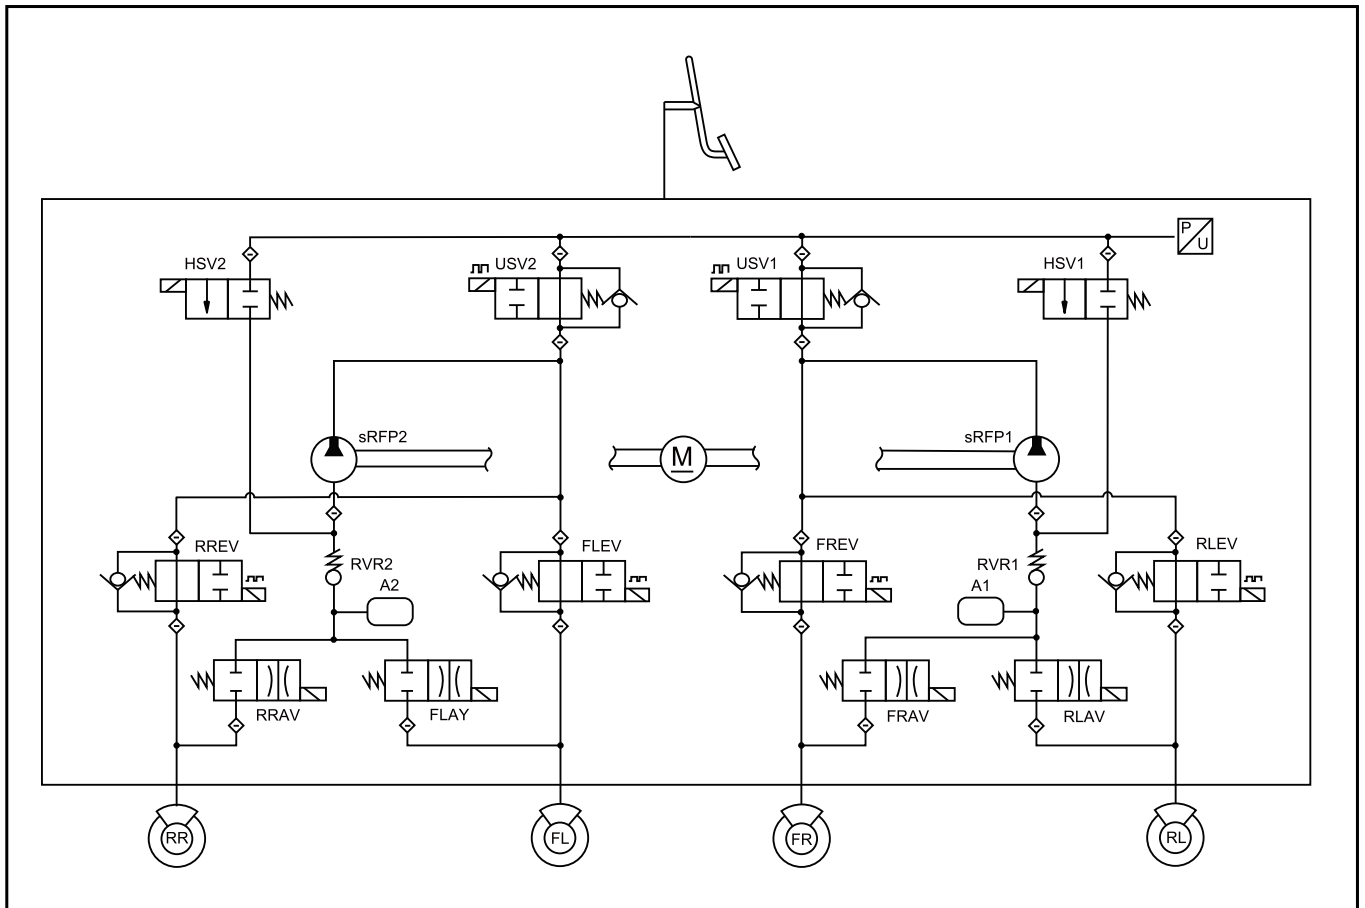 P
U
HSV2
USV2
USV1
HSV1
sRFP2
M
sRFP1
RREV
FLEV
FREV
RLEV
RVR2
RVR1
A2
A1
RRAV
FLAY
FRAV
RLAV
RR
FL
FR
RL